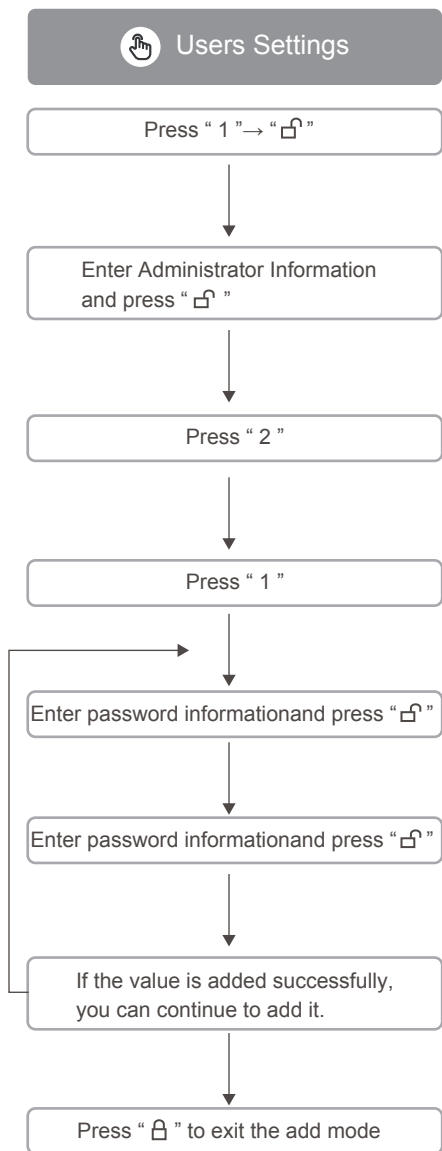 Users Settings
Press “ 1 ”→ “ 🔓 ”
Enter Administrator Information
and press “ 🔓 ”
Press “ 2 ”
Press “ 1 ”
Enter password informationand press “ 🔓 ”
Enter password informationand press “ 🔓 ”
If the value is added successfully,
you can continue to add it.
Press “ 🔒 ” to exit the add mode